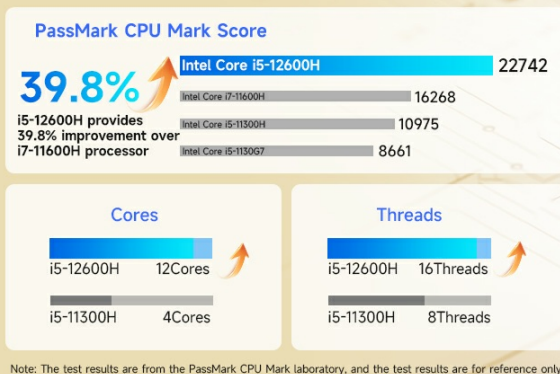 PassMark CPU Mark Score
39.8%
i5-12600H provides
39.8% improvement over
i7-11600H processor
Intel Core i5-12600H 22742
Intel Core i7-11600H 16268
Intel Core i5-11300H 10975
Intel Core i5-1130G7 8661
Cores
i5-12600H 12Cores
i5-11300H 4Cores
Threads
i5-12600H 16Threads
i5-11300H 8Threads
Note: The test results are from the PassMark CPU Mark laboratory, and the test results are for reference only